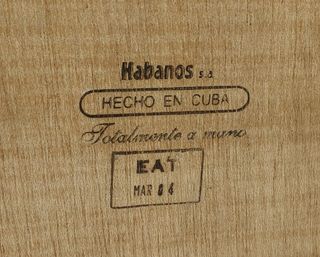 Habanos s.a.
HECHO EN CUBA
Totalmente a mano
EAT
MAR 04